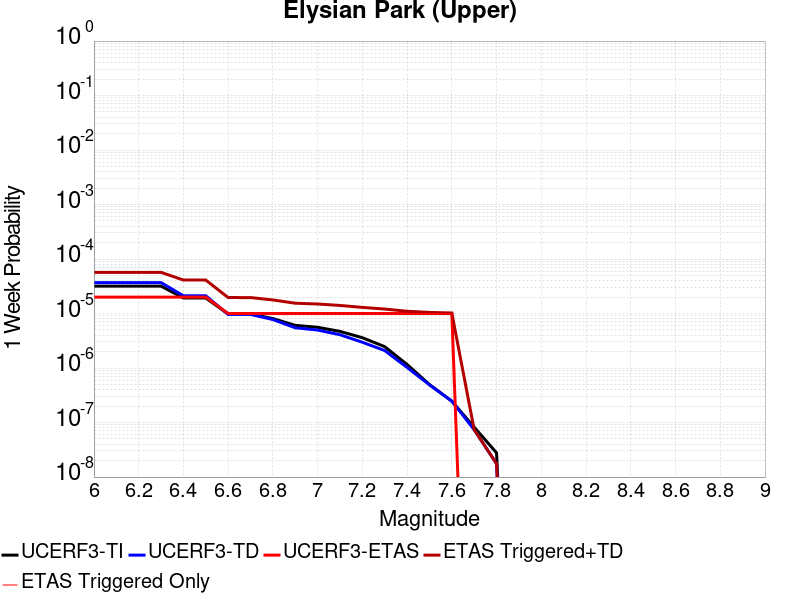 Elysian Park (Upper)
1 Week Probability
10^0
10^-1
10^-2
10^-3
10^-4
10^-5
10^-6
10^-7
10^-8
6 6.2 6.4 6.6 6.8 7 7.2 7.4 7.6 7.8 8 8.2 8.4 8.6 8.8 9
Magnitude
UCERF3-TI UCERF3-TD UCERF3-ETAS ETAS Triggered+TD
ETAS Triggered Only